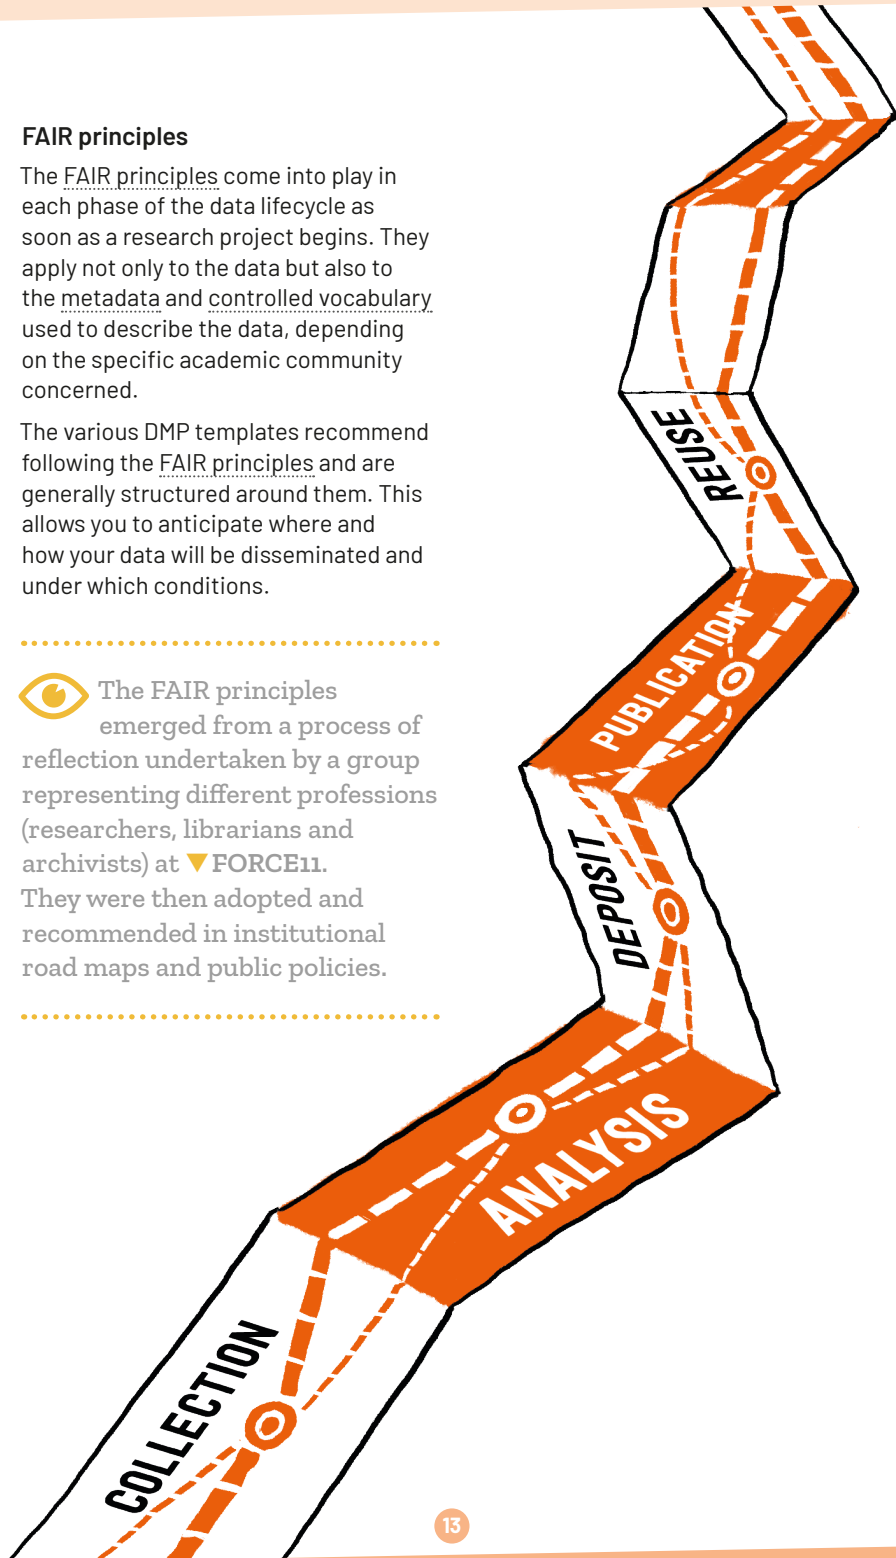 FAIR principles
The FAIR principles come into play in
each phase of the data lifecycle as
soon as a research project begins. They
apply not only to the data but also to
the metadata and controlled vocabulary
used to describe the data, depending
on the specific academic community
concerned.
The various DMP templates recommend
following the FAIR principles and are
generally structured around them. This
allows you to anticipate where and
how your data will be disseminated and
under which conditions.
The FAIR principles
emerged from a process of
reflection undertaken by a group
representing different professions
(researchers, librarians and
archivists) at ▼FORCE11.
They were then adopted and
recommended in institutional
road maps and public policies.
REUSE
PUBLICATION
DEPOSIT
ANALYSIS
COLLECTION
13